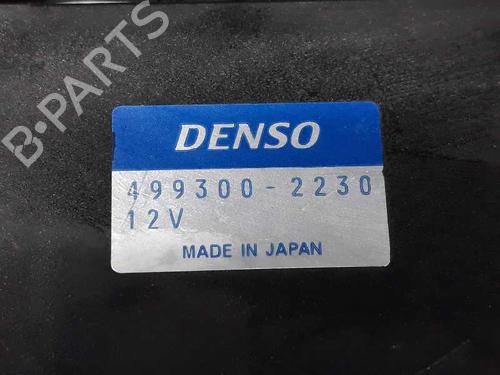 B-PARTS
DENSO
499300-2230
12V
MADE IN JAPAN